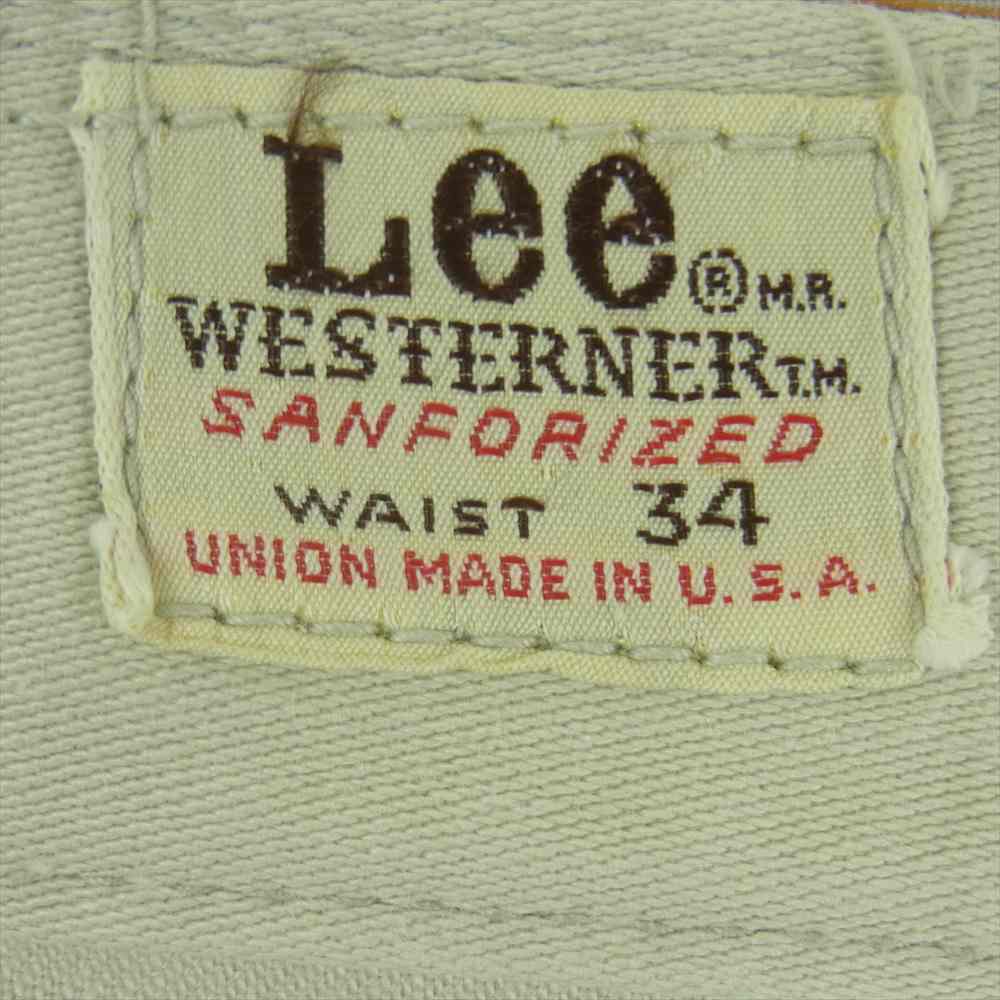 Lee ® M.R.
WESTERNER T.M.
SANFORIZED
WAIST 34
UNION MADE IN U.S.A.